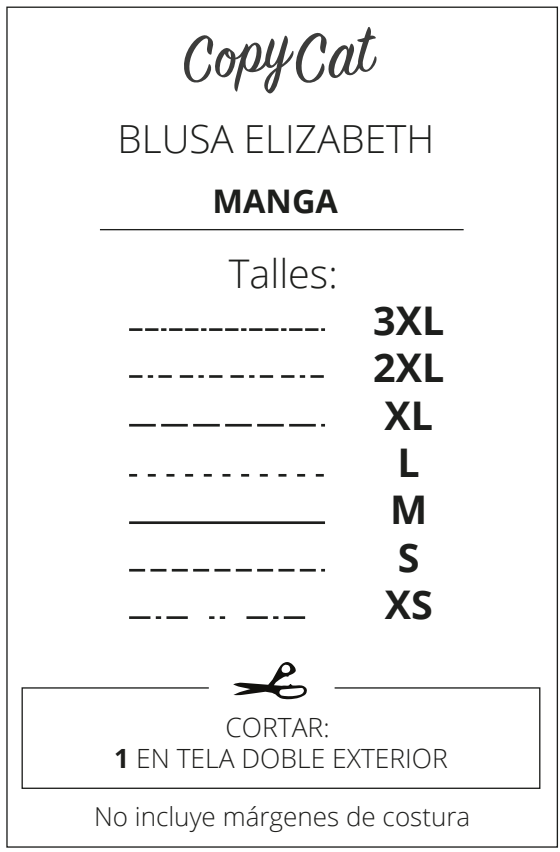 CopyCat
BLUSA ELIZABETH
MANGA
Talles:
3XL
2XL
XL
L
M
S
XS
CORTAR:
1 EN TELA DOBLE EXTERIOR
No incluye márgenes de costura